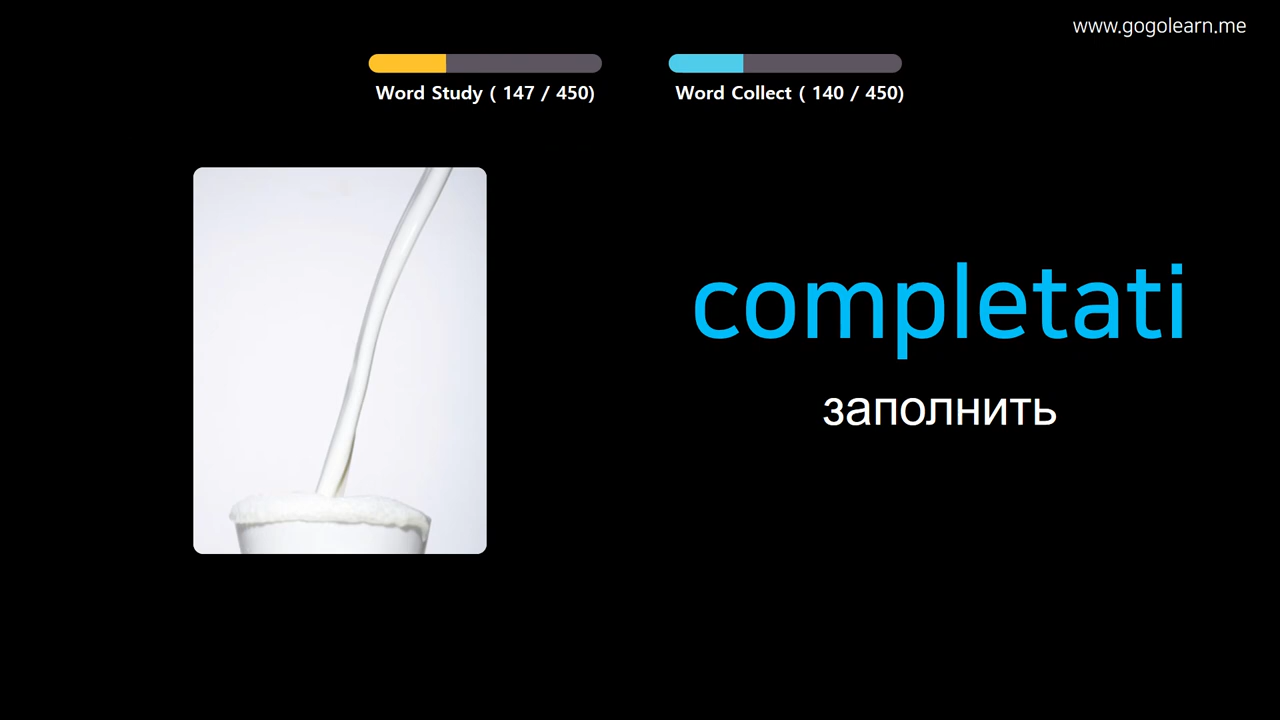 www.gogolearn.me
Word Study ( 147 / 450)
Word Collect ( 140 / 450)
completati
заполнить